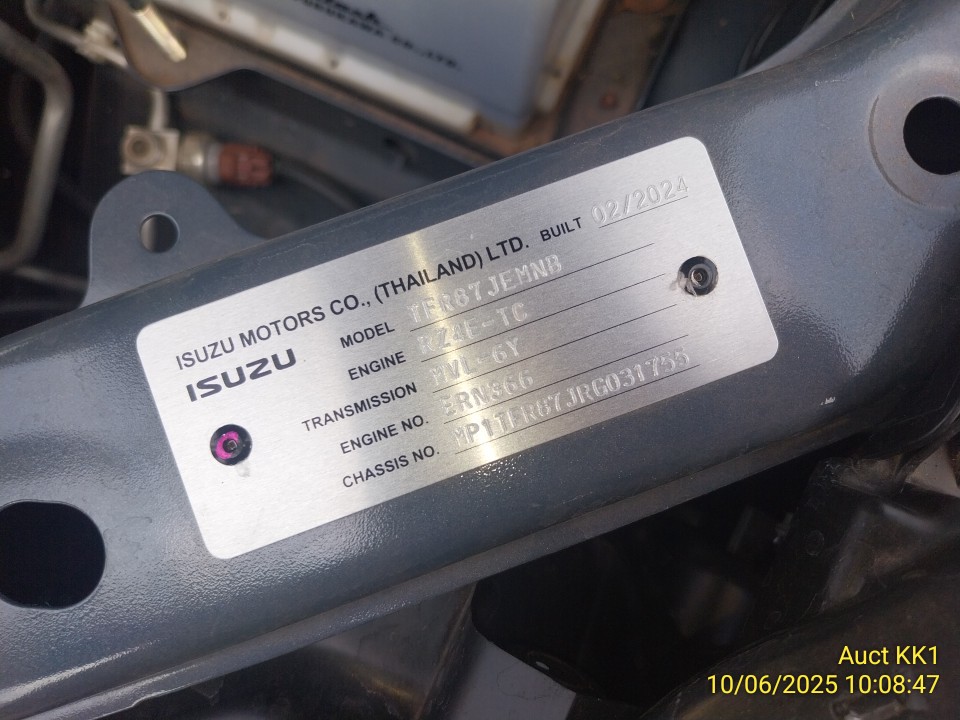 ISUZU MOTORS CO., (THAILAND) LTD. BUILT 02/2024
ISUZU
MODEL TFR87JEMNB
ENGINE RZ4E-TC
TRANSMISSION MVL-6Y
ENGINE NO.
CHASSIS NO. MP1TFR87JRG031755
Auct KK1
10/06/2025 10:08:47